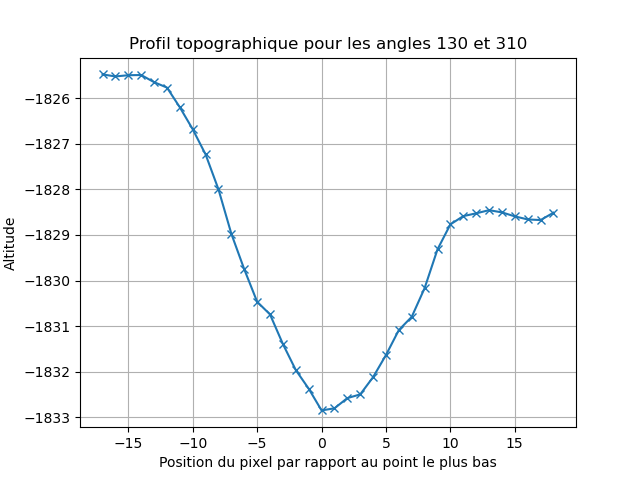 Profil topographique pour les angles 130 et 310
Altitude
−1826
−1827
−1828
−1829
−1830
−1831
−1832
−1833
−15 −10 −5 0 5 10 15
Position du pixel par rapport au point le plus bas